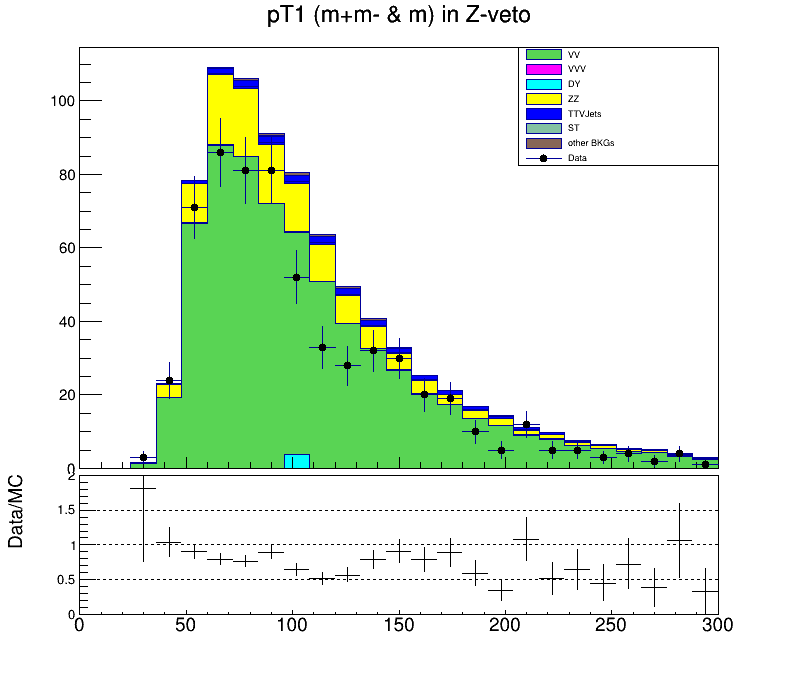 pT1 (m+m- & m) in Z-veto
VV
VVV
DY
ZZ
TTVJets
ST
other BKGs
Data
100
80
60
40
20
0
Data/MC
2
1.5
1
0.5
0
0 50 100 150 200 250 300